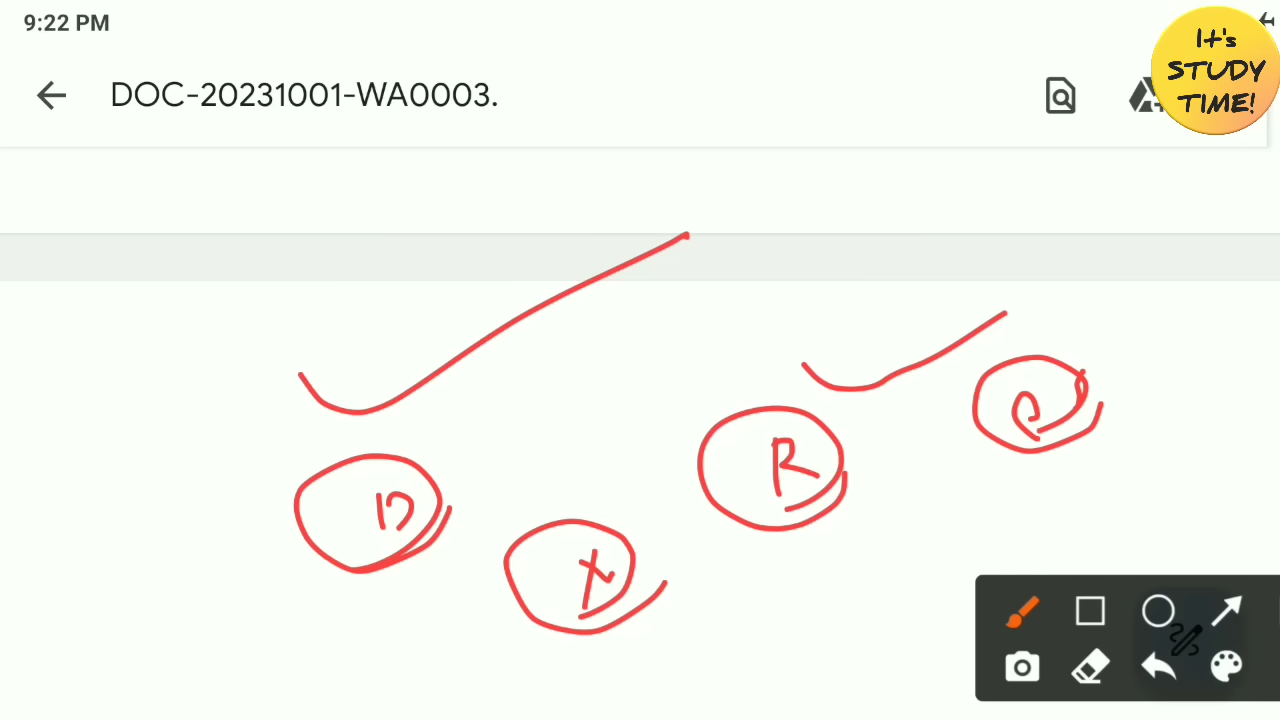 9:22 PM
DOC-20231001-WA0003.
It's
STUDY
TIME!
R
D